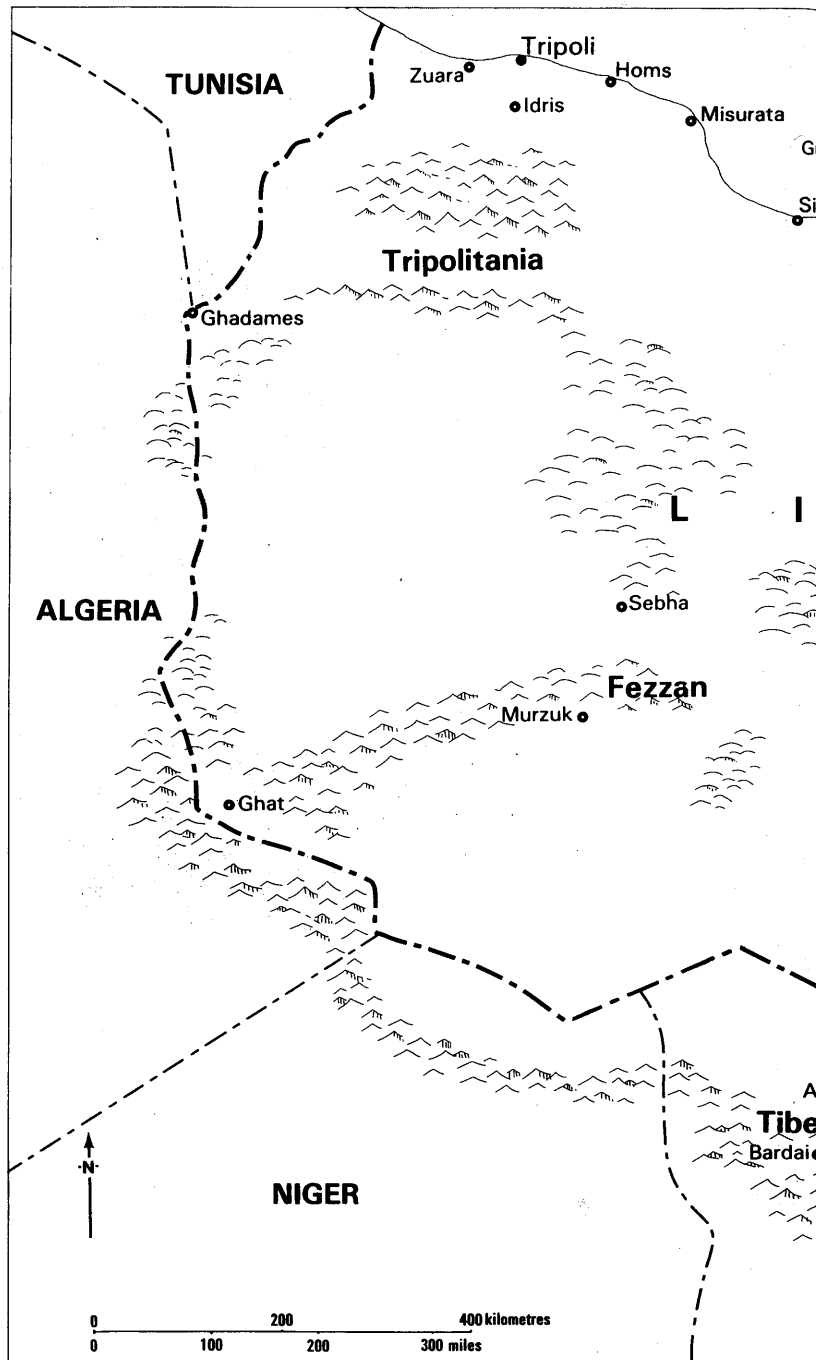 Tripoli
Zuara
Homs
TUNISIA
Idris
Misurata
Tripolitania
Ghadames
L I
ALGERIA
Sebha
Fezzan
Murzuk
Ghat
A
Tibe
Bardai
-N-
NIGER
0 200 400 kilometres
0 100 200 300 miles